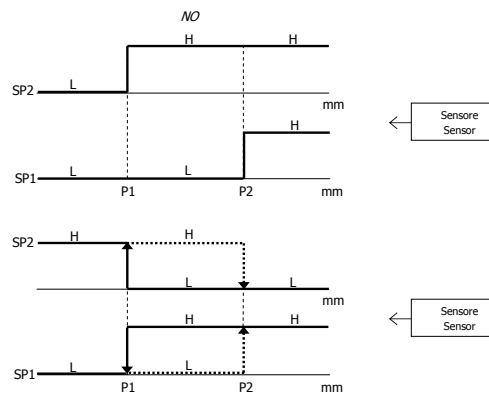 NO
H H
L
SP2
mm
Sensore
Sensor
H
L L
SP1
P1 P2 mm
H H
SP2
L L
mm
H H
Sensore
Sensor
L L
SP1
P1 P2 mm